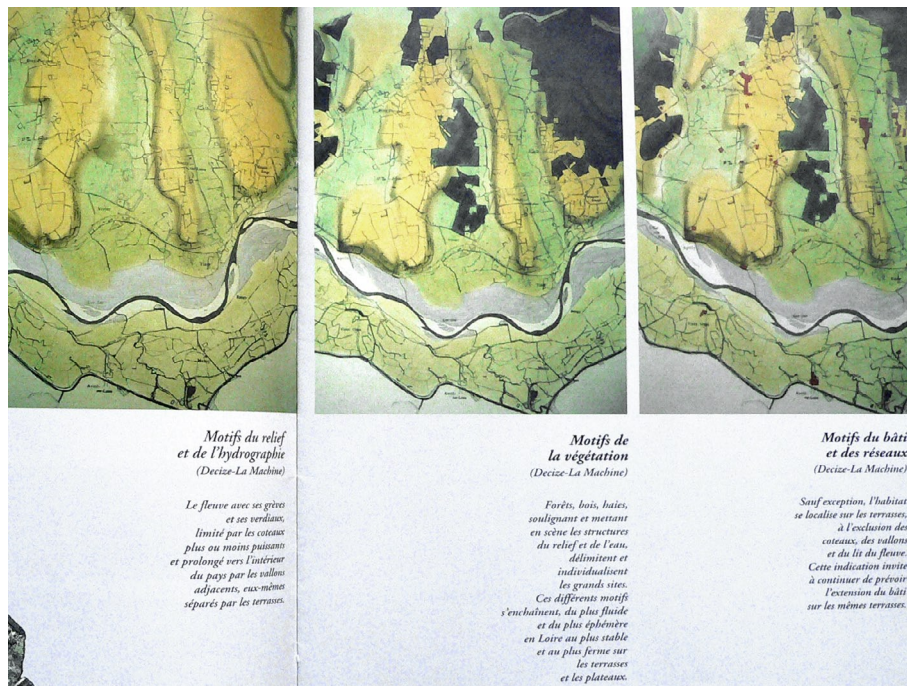 Motifs du relief
et de l'hydrographie
(Decize-La Machine)
Le fleuve avec ses grèves
et ses verdiaux,
limité par les coteaux
plus ou moins puissants
et prolongé vers l'intérieur
du pays par les vallons
adjacents, eux-mêmes
séparés par les terrasses.
Motifs de
la végétation
(Decize-La Machine)
Forêts, bois, haies,
soulignant et mettant
en scène les structures
du relief et de l'eau,
délimitent et
individualisent
les grands sites.
Ces différents motifs
s'enchaînent, du plus fluide
et du plus éphémère
en Loire au plus stable
et au plus ferme sur
les terrasses
et les plateaux.
Motifs du bâti
et des réseaux
(Decize-La Machine)
Sauf exception, l'habitat
se localise sur les terrasses,
à l'exclusion des
coteaux, des vallons
et du lit du fleuve.
Cette indication invite
à continuer de prévoir
l'extension du bâti
sur les mêmes terrasses.